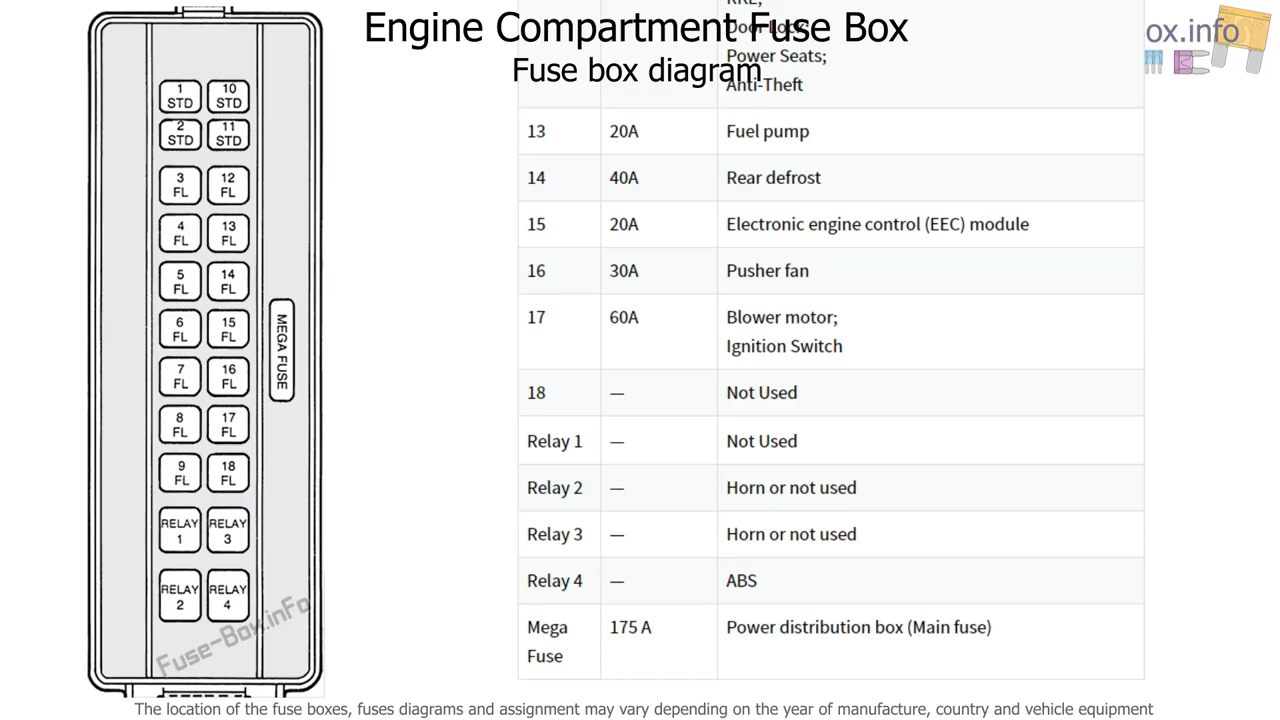 Engine Compartment Fuse Box
Fuse box diagram
ox.info
Power Seats;
Anti-Theft
13 20A Fuel pump
14 40A Rear defrost
15 20A Electronic engine control (EEC) module
16 30A Pusher fan
17 60A Blower motor;
Ignition Switch
18 — Not Used
Relay 1 — Not Used
Relay 2 — Horn or not used
Relay 3 — Horn or not used
Relay 4 — ABS
Mega 175 A Power distribution box (Main fuse)
Fuse
1 10
STD STD
2 11
STD STD
3 12
FL FL
4 13
FL FL
5 14
FL FL
6 15
FL FL
7 16
FL FL
8 17
FL FL
9 18
FL FL
RELAY RELAY
1 3
RELAY RELAY
2 4
MEGA FUSE
Fuse-Box.inFo
The location of the fuse boxes, fuses diagrams and assignment may vary depending on the year of manufacture, country and vehicle equipment